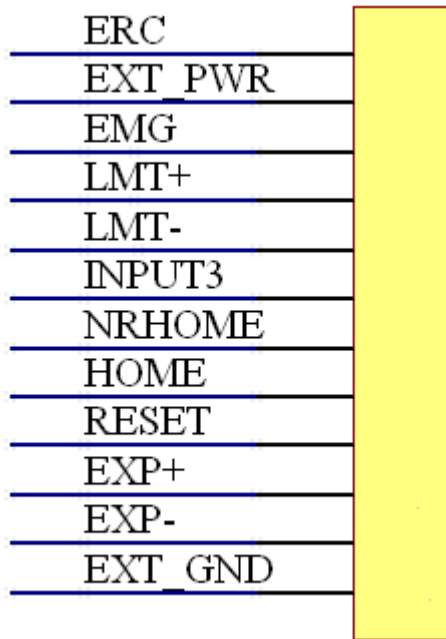 ERC
EXT_PWR
EMG
LMT+
LMT-
INPUT3
NRHOME
HOME
RESET
EXP+
EXP-
EXT_GND